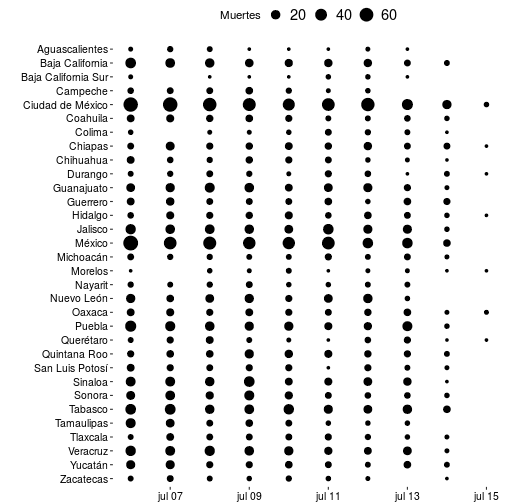 Muertes 20 40 60
Aguascalientes
Baja California
Baja California Sur
Campeche
Ciudad de México
Coahuila
Colima
Chiapas
Chihuahua
Durango
Guanajuato
Guerrero
Hidalgo
Jalisco
México
Michoacán
Morelos
Nayarit
Nuevo León
Oaxaca
Puebla
Querétaro
Quintana Roo
San Luis Potosí
Sinaloa
Sonora
Tabasco
Tamaulipas
Tlaxcala
Veracruz
Yucatán
Zacatecas
jul 07 jul 09 jul 11 jul 13 jul 15